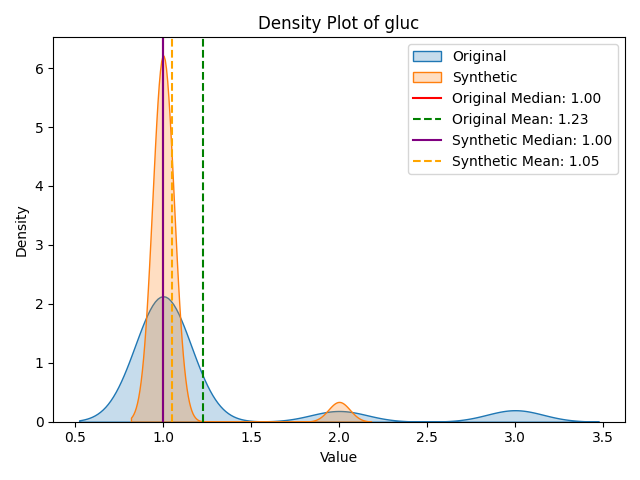 Density Plot of gluc
Original
Synthetic
Original Median: 1.00
Original Mean: 1.23
Synthetic Median: 1.00
Synthetic Mean: 1.05
Density
6
5
4
3
2
1
0
0.5 1.0 1.5 2.0 2.5 3.0 3.5
Value